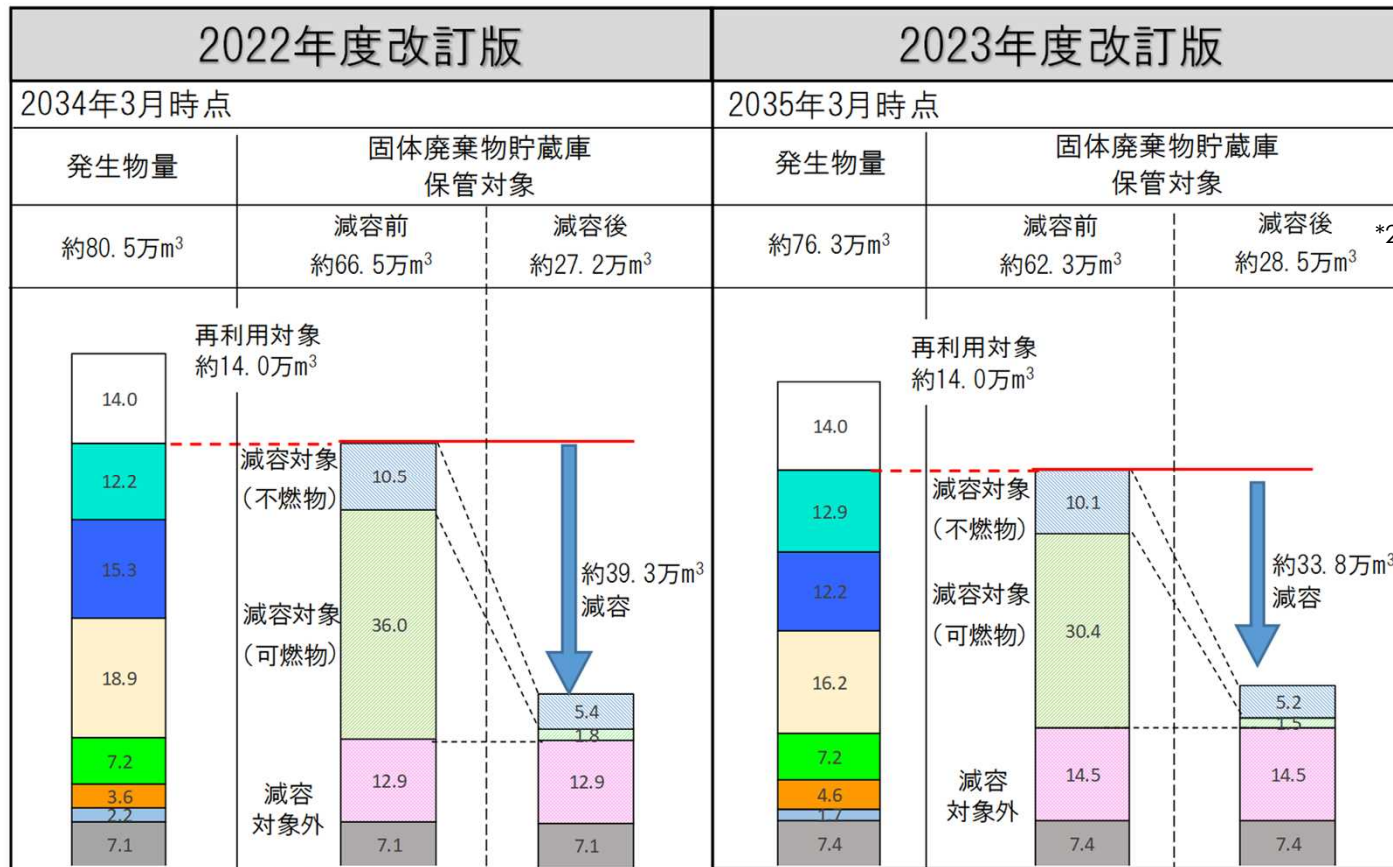 2022年度改訂版
2034年3月時点
発生物量
固体廃棄物貯蔵庫
保管対象
約80.5万m³
減容前
約66.5万m³
減容後
約27.2万m³
再利用対象
約14.0万m³
14.0
12.2
15.3
18.9
7.2
3.6
2.2
7.1
減容対象
(不燃物)
減容対象
(可燃物)
減容
対象外
10.5
36.0
12.9
7.1
約39.3万m³
減容
5.4
1.8
12.9
7.1
2023年度改訂版
2035年3月時点
発生物量
固体廃棄物貯蔵庫
保管対象
約76.3万m³
減容前
約62.3万m³
減容後
*2
約28.5万m³
再利用対象
約14.0万m³
14.0
12.9
12.2
16.2
7.2
4.6
1.7
7.4
減容対象
(不燃物)
減容対象
(可燃物)
減容
対象外
10.1
30.4
14.5
7.4
約33.8万m³
減容
5.2
1.5
14.5
7.4